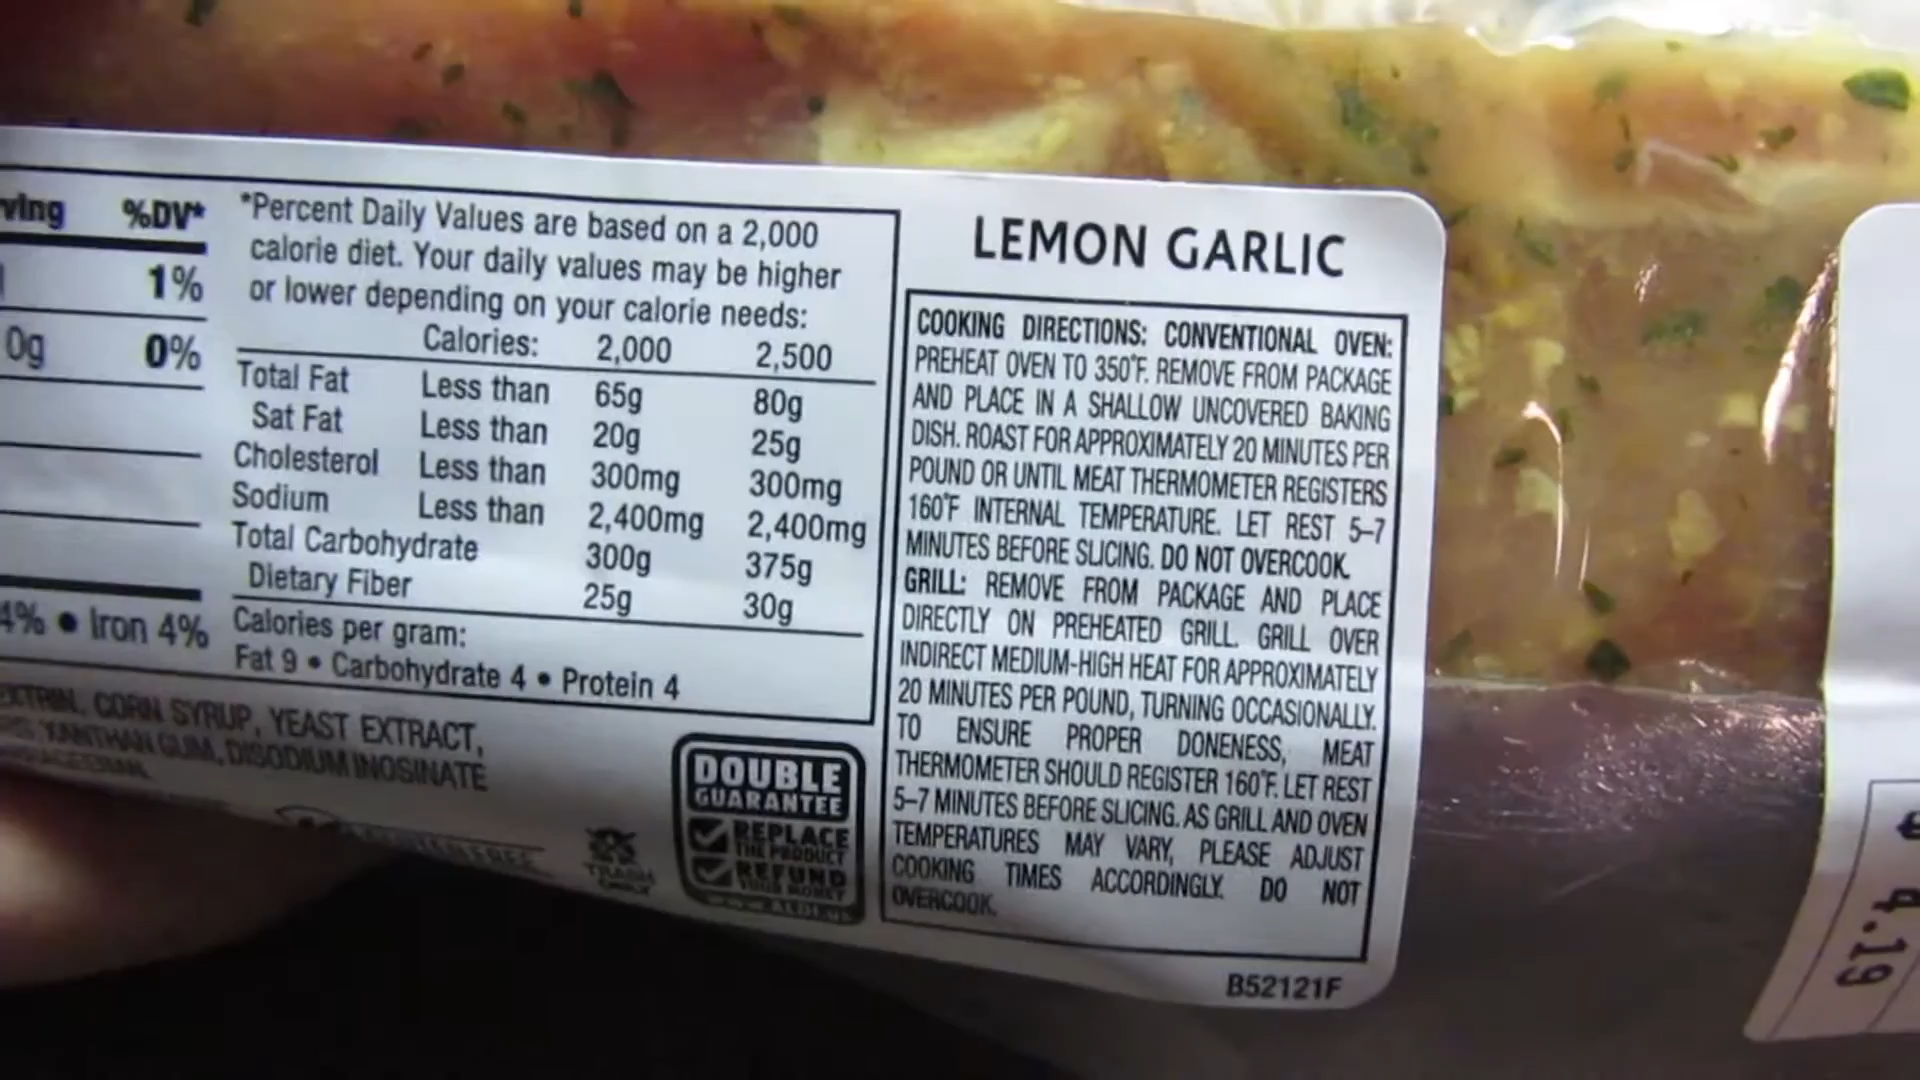 ving %DV*
1%
0g 0%
4% • Iron 4%
*Percent Daily Values are based on a 2,000
calorie diet. Your daily values may be higher
or lower depending on your calorie needs:
Calories: 2,000 2,500
Total Fat Less than 65g 80g
Sat Fat Less than 20g 25g
Cholesterol Less than 300mg 300mg
Sodium Less than 2,400mg 2,400mg
Total Carbohydrate 300g 375g
Dietary Fiber 25g 30g
Calories per gram:
Fat 9 • Carbohydrate 4 • Protein 4
CORN SYRUP, YEAST EXTRACT,
XANTHAN GUM, DISODIUM INOSINATE
GLUTEN FREE
TRASH
ONLY
DOUBLE
GUARANTEE
REPLACE
THE PRODUCT
REFUND
YOUR MONEY
www.ALDI.us
LEMON GARLIC
COOKING DIRECTIONS: CONVENTIONAL OVEN:
PREHEAT OVEN TO 350°F. REMOVE FROM PACKAGE
AND PLACE IN A SHALLOW UNCOVERED BAKING
DISH. ROAST FOR APPROXIMATELY 20 MINUTES PER
POUND OR UNTIL MEAT THERMOMETER REGISTERS
160°F INTERNAL TEMPERATURE. LET REST 5-7
MINUTES BEFORE SLICING. DO NOT OVERCOOK.
GRILL: REMOVE FROM PACKAGE AND PLACE
DIRECTLY ON PREHEATED GRILL. GRILL OVER
INDIRECT MEDIUM-HIGH HEAT FOR APPROXIMATELY
20 MINUTES PER POUND, TURNING OCCASIONALLY.
TO ENSURE PROPER DONENESS, MEAT
THERMOMETER SHOULD REGISTER 160°F. LET REST
5-7 MINUTES BEFORE SLICING. AS GRILL AND OVEN
TEMPERATURES MAY VARY, PLEASE ADJUST
COOKING TIMES ACCORDINGLY. DO NOT
OVERCOOK.
B52121F
4.19